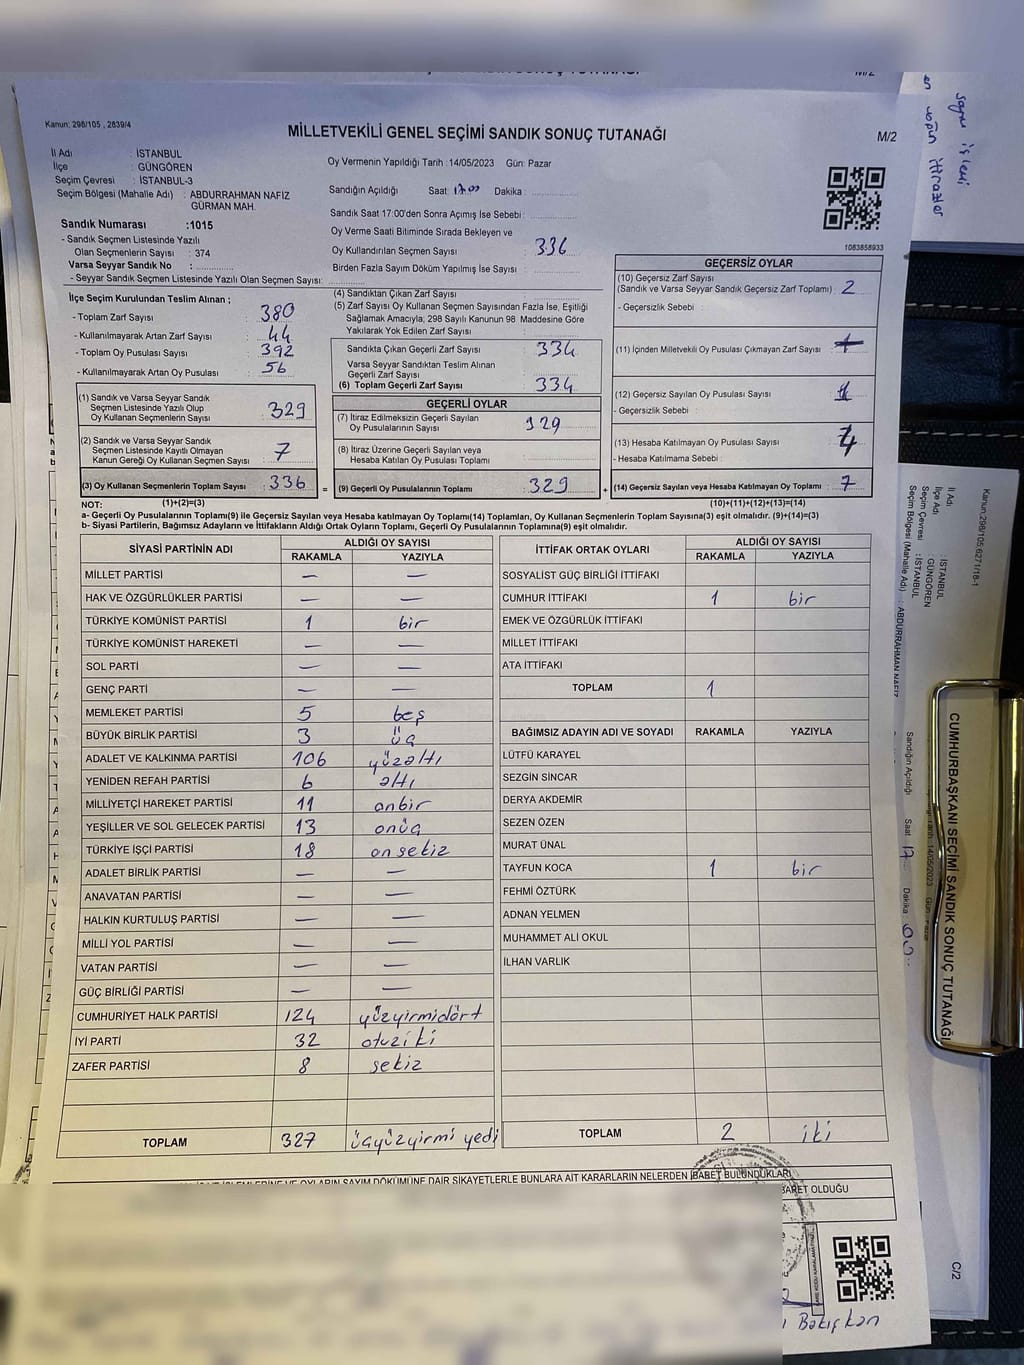 Kanun: 298/105 , 2839/4
MİLLETVEKİLİ GENEL SEÇİMİ SANDIK SONUÇ TUTANAĞI
M/2
İl Adı : İSTANBUL
İlçe : GÜNGÖREN
Seçim Çevresi : İSTANBUL-3
Seçim Bölgesi (Mahalle Adı) : ABDURRAHMAN NAFİZ GÜRMAN MAH.
Sandık Numarası :1015
- Sandık Seçmen Listesinde Yazılı
Olan Seçmenlerin Sayısı : 374
Varsa Seyyar Sandık No :
- Seyyar Sandık Seçmen Listesinde Yazılı Olan Seçmen Sayısı:
Oy Vermenin Yapıldığı Tarih :14/05/2023 Gün: Pazar
Sandığın Açıldığı Saat 17.00 Dakika :
Sandık Saat 17:00'den Sonra Açımış İse Sebebi :
Oy Verme Saati Bitiminde Sırada Bekleyen ve
Oy Kullandırılan Seçmen Sayısı : 336
Birden Fazla Sayım Döküm Yapılmış İse Sayısı :
1083858933
İlçe Seçim Kurulundan Teslim Alınan ;
- Toplam Zarf Sayısı : 380
- Kullanılmayarak Artan Zarf Sayısı : 44
- Toplam Oy Pusulası Sayısı : 392
- Kullanılmayarak Artan Oy Pusulası : 56
(1) Sandık ve Varsa Seyyar Sandık
Seçmen Listesinde Yazılı Olup
Oy Kullanan Seçmenlerin Sayısı : 329
(2) Sandık ve Varsa Seyyar Sandık
Seçmen Listesinde Kayıtlı Olmayan
Kanun Gereği Oy Kullanan Seçmen Sayısı : 7
(3) Oy Kullanan Seçmenlerin Toplam Sayısı : 336
(4) Sandıktan Çıkan Zarf Sayısı :
(5) Zarf Sayısı Oy Kullanan Seçmen Sayısından Fazla İse, Eşitliği
Sağlamak Amacıyla; 298 Sayılı Kanunun 98. Maddesine Göre
Yakılarak Yok Edilen Zarf Sayısı :
Sandıkta Çıkan Geçerli Zarf Sayısı : 334
Varsa Seyyar Sandıktan Teslim Alınan
Geçerli Zarf Sayısı :
(6) Toplam Geçerli Zarf Sayısı : 334
GEÇERLİ OYLAR
(7) İtiraz Edilmeksizin Geçerli Sayılan
Oy Pusulalarının Sayısı : 329
(8) İtiraz Üzerine Geçerli Sayılan veya
Hesaba Katılan Oy Pusulası Toplamı :
= (9) Geçerli Oy Pusulalarının Toplamı : 329 +
GEÇERSİZ OYLAR
(10) Geçersiz Zarf Sayısı
(Sandık ve Varsa Seyyar Sandık Geçersiz Zarf Toplamı) : 2
- Geçersizlik Sebebi :
(11) İçinden Milletvekili Oy Pusulası Çıkmayan Zarf Sayısı :
(12) Geçersiz Sayılan Oy Pusulası Sayısı : 1
- Geçersizlik Sebebi :
(13) Hesaba Katılmayan Oy Pusulası Sayısı : 4
- Hesaba Katılmama Sebebi :
(14) Geçersiz Sayılan veya Hesaba Katılmayan Oy Toplamı : 7
NOT: (1)+(2)=(3) (10)+(11)+(12)+(13)=(14)
a- Geçerli Oy Pusulalarının Toplamı(9) ile Geçersiz Sayılan veya Hesaba katılmayan Oy Toplamı(14) Toplamları, Oy Kullanan Seçmenlerin Toplam Sayısına(3) eşit olmalıdır. (9)+(14)=(3)
b- Siyasi Partilerin, Bağımsız Adayların ve İttifakların Aldığı Ortak Oyların Toplamı, Geçerli Oy Pusulalarının Toplamına(9) eşit olmalıdır.
SİYASİ PARTİNİN ADI ALDIĞI OY SAYISI
RAKAMLA YAZIYLA
MİLLET PARTİSİ — —
HAK VE ÖZGÜRLÜKLER PARTİSİ — —
TÜRKİYE KOMÜNİST PARTİSİ 1 bir
TÜRKİYE KOMÜNİST HAREKETİ — —
SOL PARTİ — —
GENÇ PARTİ — —
MEMLEKET PARTİSİ 5 beş
BÜYÜK BİRLİK PARTİSİ 3 üç
ADALET VE KALKINMA PARTİSİ 106 yüzaltı
YENİDEN REFAH PARTİSİ 6 altı
MİLLİYETÇİ HAREKET PARTİSİ 11 onbir
YEŞİLLER VE SOL GELECEK PARTİSİ 13 onüç
TÜRKİYE İŞÇİ PARTİSİ 18 onsekiz
ADALET BİRLİK PARTİSİ — —
ANAVATAN PARTİSİ — —
HALKIN KURTULUŞ PARTİSİ — —
MİLLİ YOL PARTİSİ — —
VATAN PARTİSİ — —
GÜÇ BİRLİĞİ PARTİSİ — —
CUMHURİYET HALK PARTİSİ 124 yüzyirmidört
İYİ PARTİ 32 otuziki
ZAFER PARTİSİ 8 sekiz
TOPLAM 327 üçyüzyirmi yedi
İTTİFAK ORTAK OYLARI ALDIĞI OY SAYISI
RAKAMLA YAZIYLA
SOSYALİST GÜÇ BİRLİĞİ İTTİFAKI
CUMHUR İTTİFAKI 1 bir
EMEK VE ÖZGÜRLÜK İTTİFAKI
MİLLET İTTİFAKI
ATA İTTİFAKI
TOPLAM 1
BAĞIMSIZ ADAYIN ADI VE SOYADI RAKAMLA YAZIYLA
LÜTFÜ KARAYEL
SEZGİN SİNCAR
DERYA AKDEMİR
SEZEN ÖZEN
MURAT ÜNAL
TAYFUN KOCA 1 bir
FEHMİ ÖZTÜRK
ADNAN YELMEN
MUHAMMET ALİ OKUL
İLHAN VARLIK
TOPLAM 2 iki
OYLARIN SAYIM DÖKÜMÜNE DAİR ŞİKAYETLERLE BUNLARA AİT KARARLARIN NELERDEN İBARET BULUNDUKLARI
İBARET OLDUĞU
Kanun:298/105 6271/18-1
İl Adı : İSTANBUL
İlçe Adı : GÜNGÖREN
Seçim Çevresi : İSTANBUL
Seçim Bölgesi (Mahalle Adı) : ABDURRAHMAN NAFİZ
CUMHURBAŞKANI SEÇİMİ SANDIK SONUÇ TUTANAĞI
Sandığın Açıldığı Saat 17 Dakika : 00
C/2